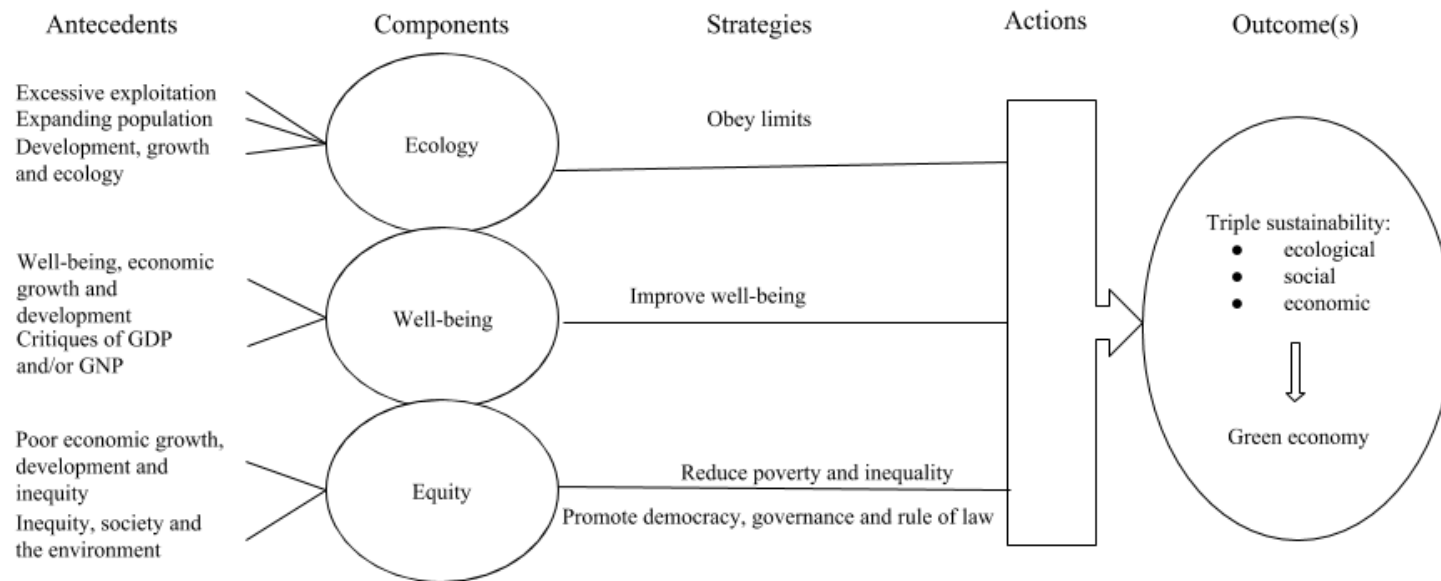 Antecedents
Components
Strategies
Actions
Outcome(s)
Excessive exploitation
Expanding population
Development, growth
and ecology
Ecology
Obey limits
Well-being, economic
growth and
development
Critiques of GDP
and/or GNP
Well-being
Improve well-being
Poor economic growth,
development and
inequity
Inequity, society and
the environment
Equity
Reduce poverty and inequality
Promote democracy, governance and rule of law
Triple sustainability:
● ecological
● social
● economic
Green economy